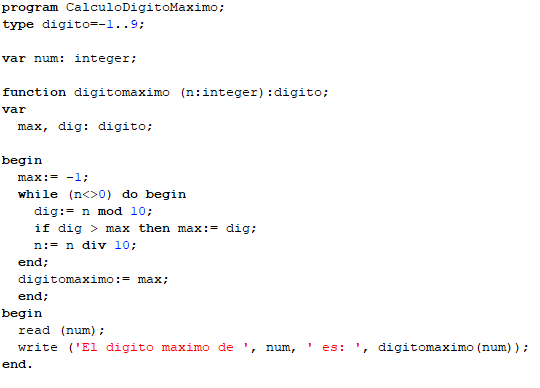 program CalculoDigitoMaximo;
type digito=-1..9;
var num: integer;
function digitomaximo (n:integer):digito;
var
max, dig: digito;
begin
max:= -1;
while (n<>0) do begin
dig:= n mod 10;
if dig > max then max:= dig;
n:= n div 10;
end;
digitomaximo:= max;
end;
begin
read (num);
write ('El digito maximo de ', num, ' es: ', digitomaximo(num));
end.